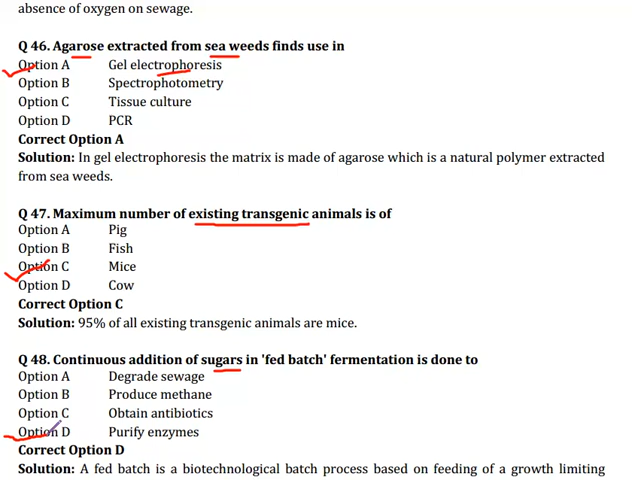 absence of oxygen on sewage.
Q 46. Agarose extracted from sea weeds finds use in
Option A Gel electrophoresis
Option B Spectrophotometry
Option C Tissue culture
Option D PCR
Correct Option A
Solution: In gel electrophoresis the matrix is made of agarose which is a natural polymer extracted
from sea weeds.
Q 47. Maximum number of existing transgenic animals is of
Option A Pig
Option B Fish
Option C Mice
Option D Cow
Correct Option C
Solution: 95% of all existing transgenic animals are mice.
Q 48. Continuous addition of sugars in 'fed batch' fermentation is done to
Option A Degrade sewage
Option B Produce methane
Option C Obtain antibiotics
Option D Purify enzymes
Correct Option D
Solution: A fed batch is a biotechnological batch process based on feeding of a growth limiting